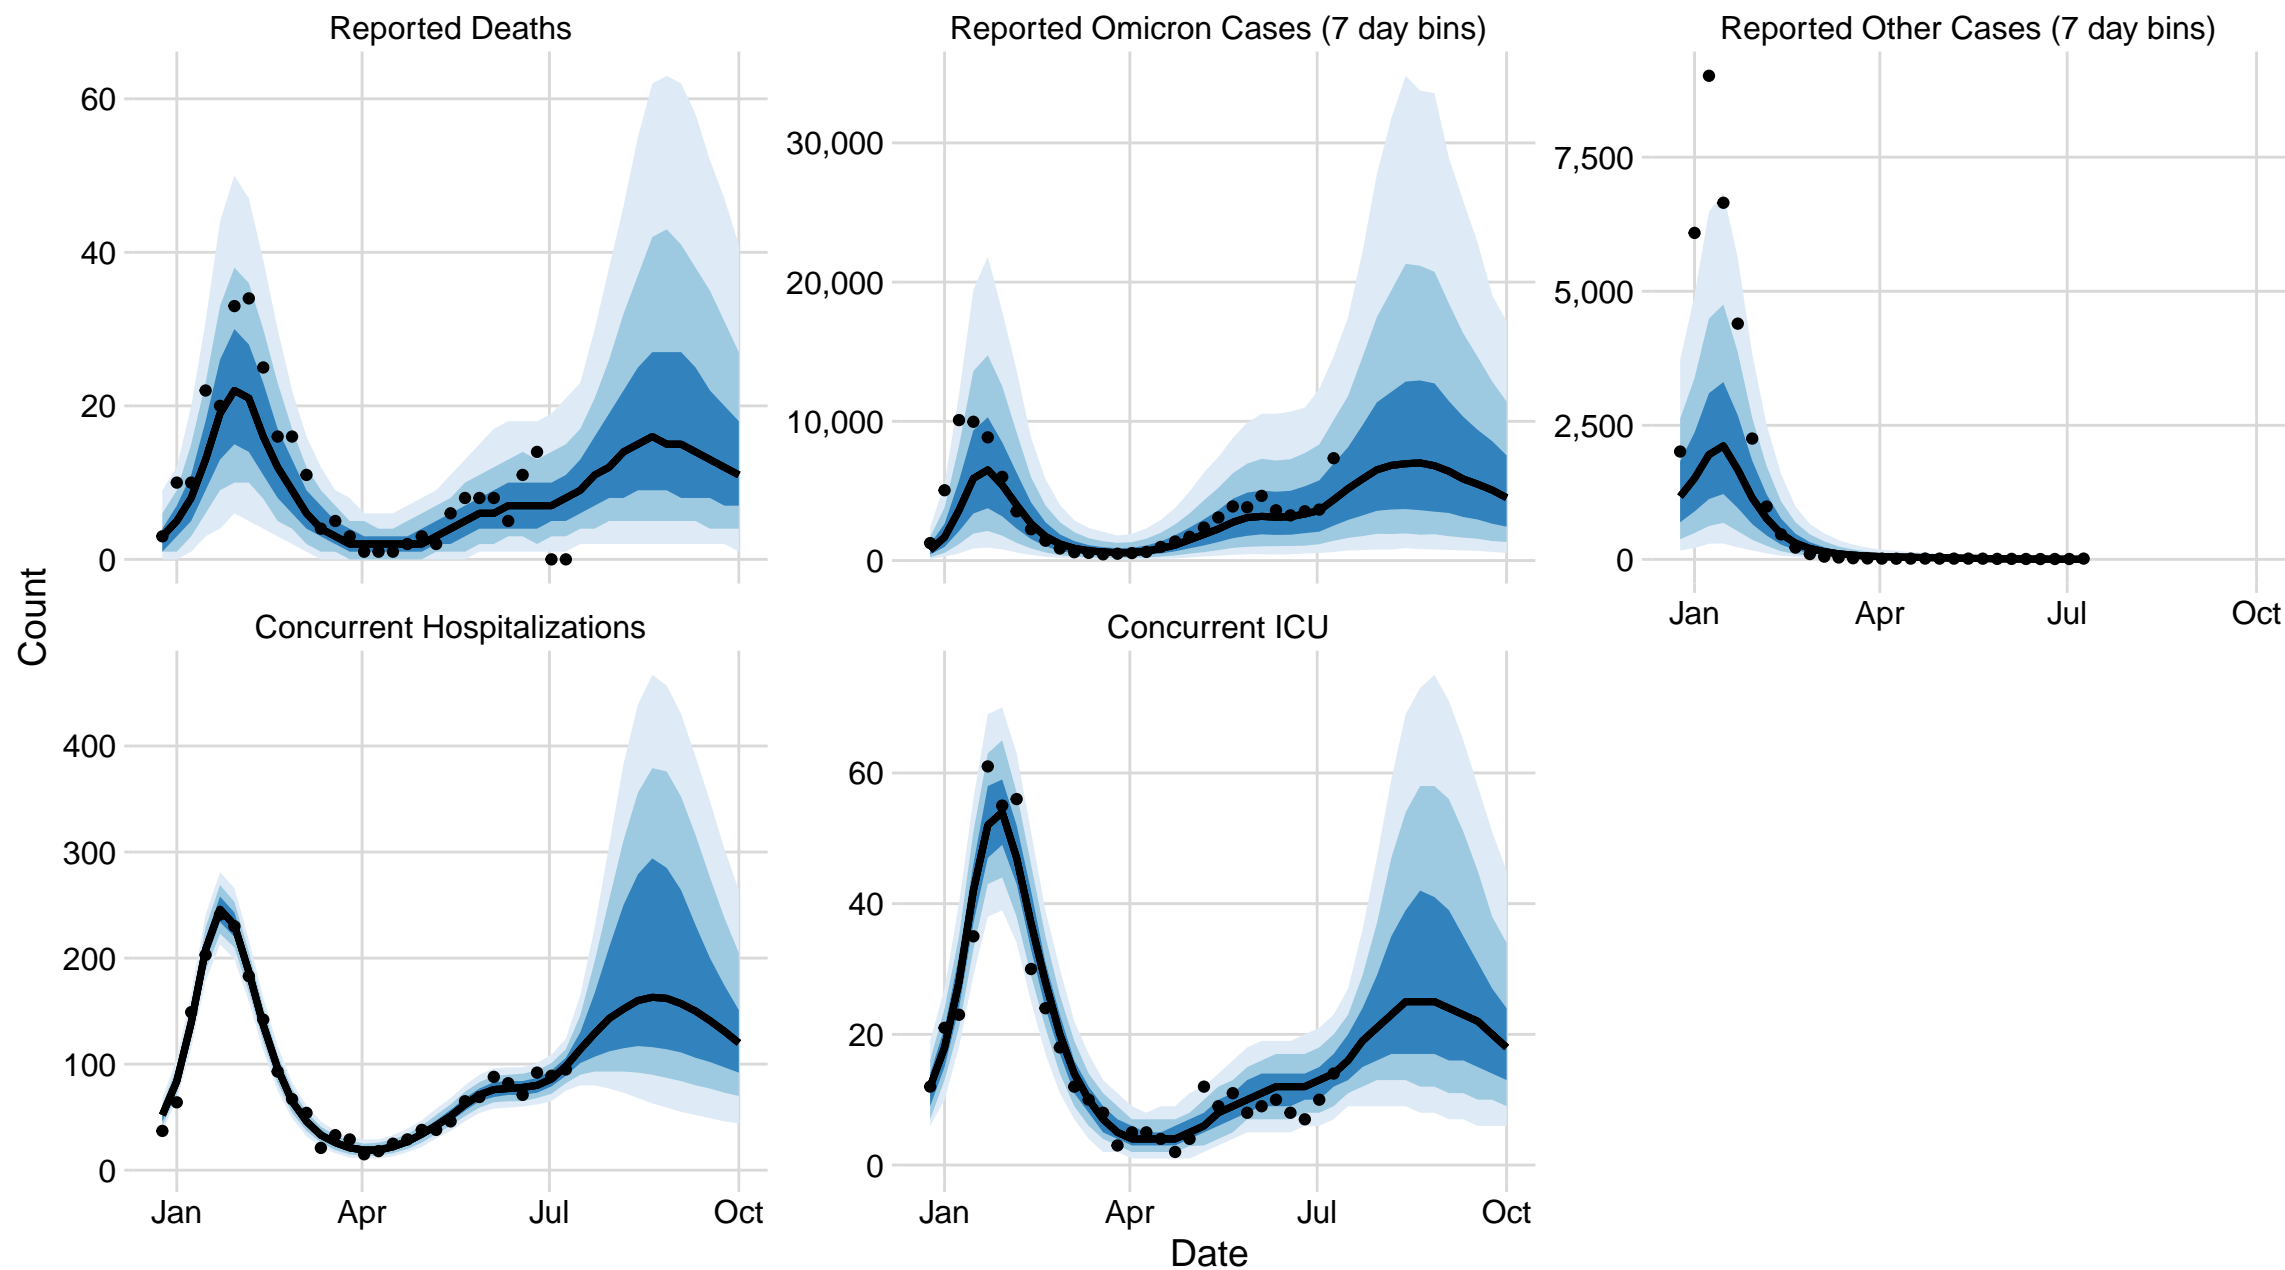 Reported Deaths
Reported Omicron Cases (7 day bins)
Reported Other Cases (7 day bins)
60
40
20
0
30,000
20,000
10,000
0
7,500
5,000
2,500
0
Jan Apr Jul Oct
Count
Concurrent Hospitalizations
Concurrent ICU
400
300
200
100
0
Jan Apr Jul Oct
60
40
20
0
Jan Apr Jul Oct
Date